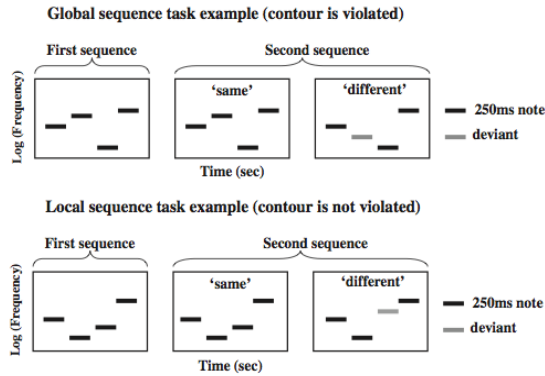 Global sequence task example (contour is violated)
First sequence
Second sequence
Log (Frequency)
‘same’
‘different’
250ms note
deviant
Time (sec)
Local sequence task example (contour is not violated)
First sequence
Second sequence
Log (Frequency)
‘same’
‘different’
250ms note
deviant
Time (sec)